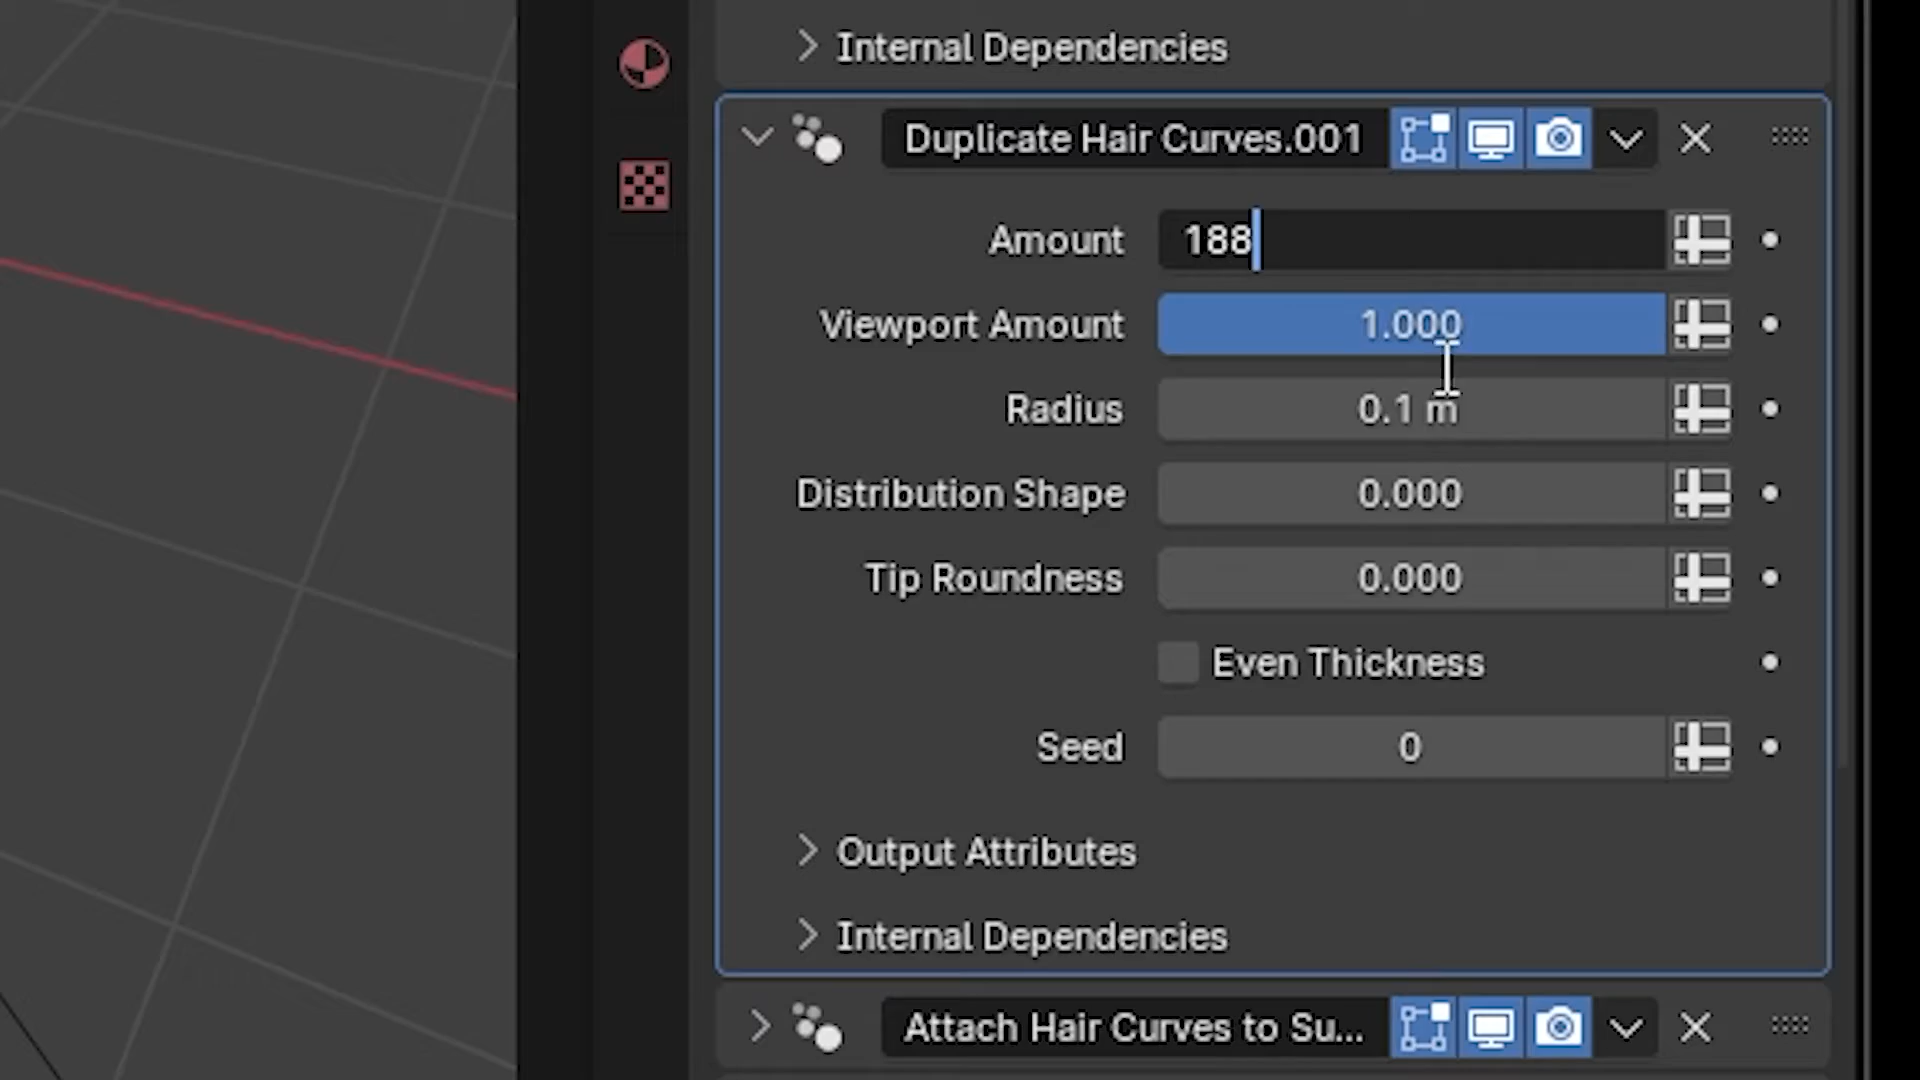 Internal Dependencies
Duplicate Hair Curves.001
Amount 188
Viewport Amount 1.000
Radius 0.1 m
Distribution Shape 0.000
Tip Roundness 0.000
Even Thickness
Seed 0
Output Attributes
Internal Dependencies
Attach Hair Curves to Su...